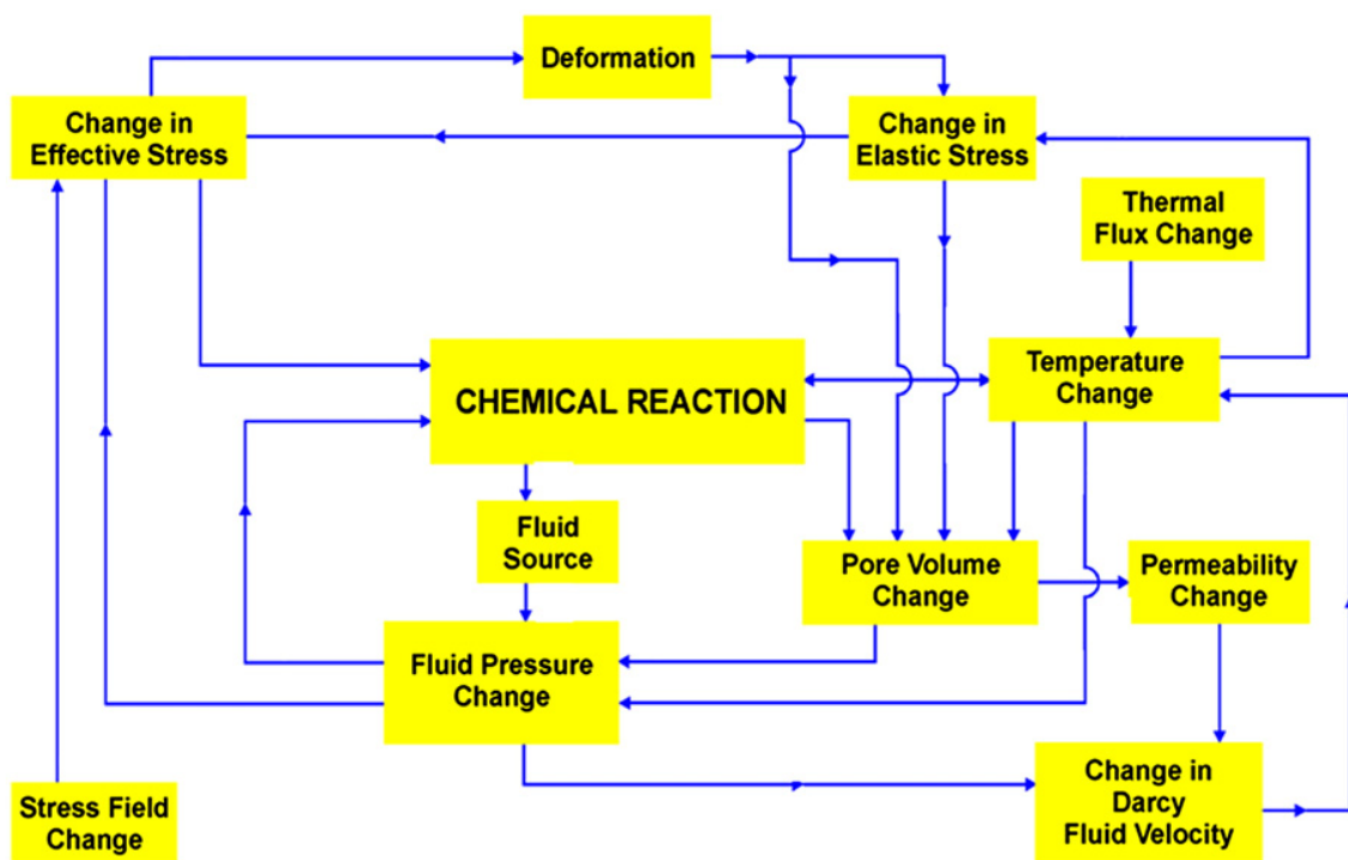 Deformation
Change in
Effective Stress
Change in
Elastic Stress
Thermal
Flux Change
Temperature
Change
CHEMICAL REACTION
Fluid
Source
Pore Volume
Change
Permeability
Change
Fluid Pressure
Change
Stress Field
Change
Change in
Darcy
Fluid Velocity